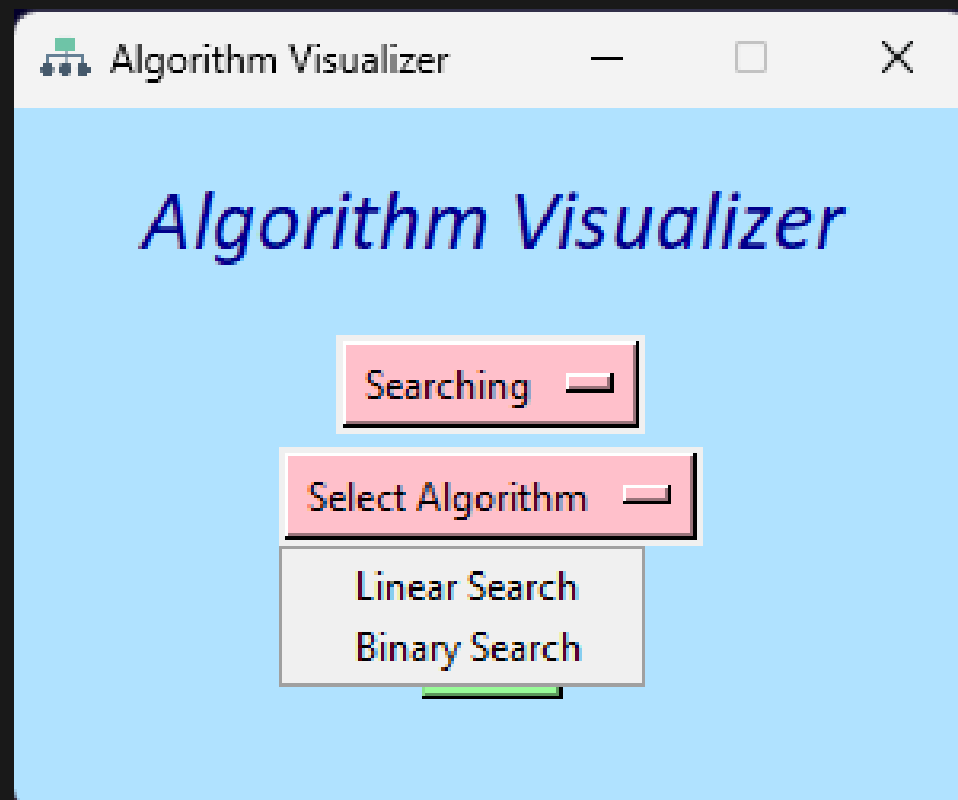 Algorithm Visualizer
Algorithm Visualizer
Searching
Select Algorithm
Linear Search
Binary Search